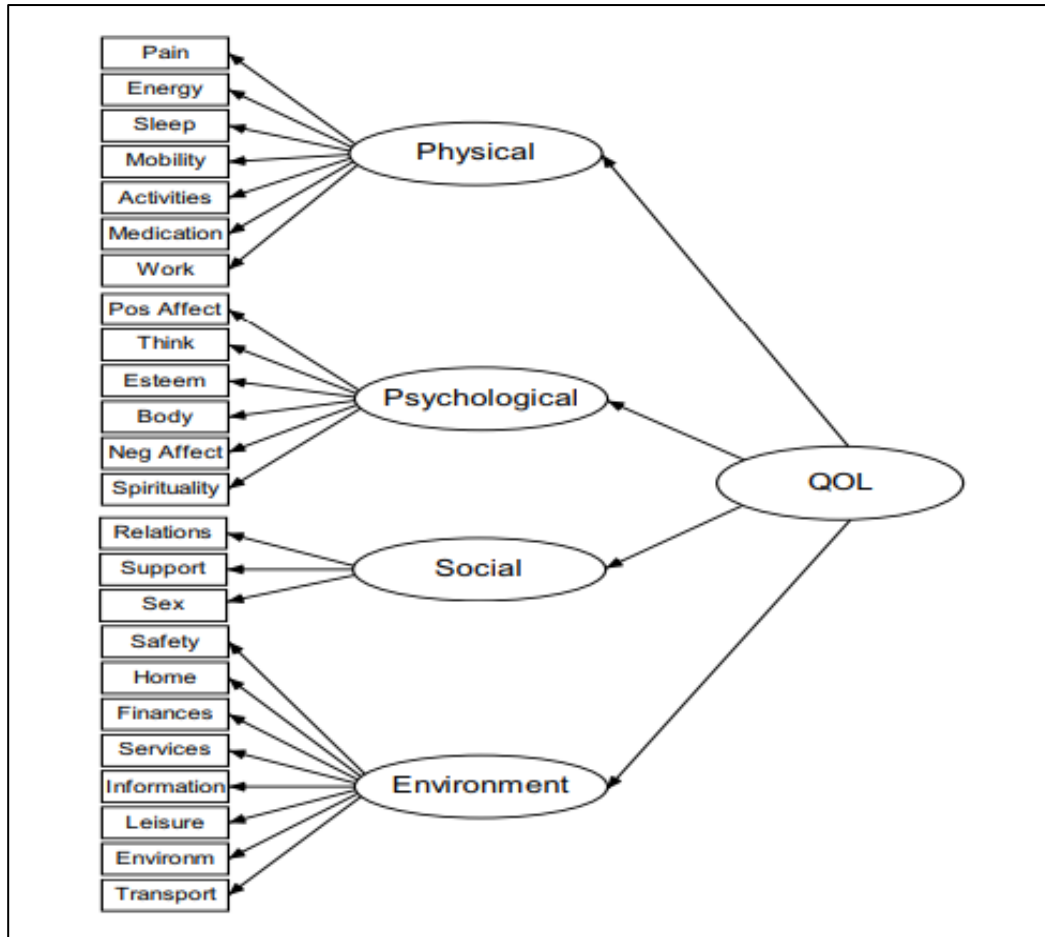 Pain
Energy
Sleep
Mobility
Activities
Medication
Work
Physical
Pos Affect
Think
Esteem
Body
Neg Affect
Spirituality
Psychological
QOL
Relations
Support
Sex
Social
Safety
Home
Finances
Services
Information
Leisure
Environm
Transport
Environment